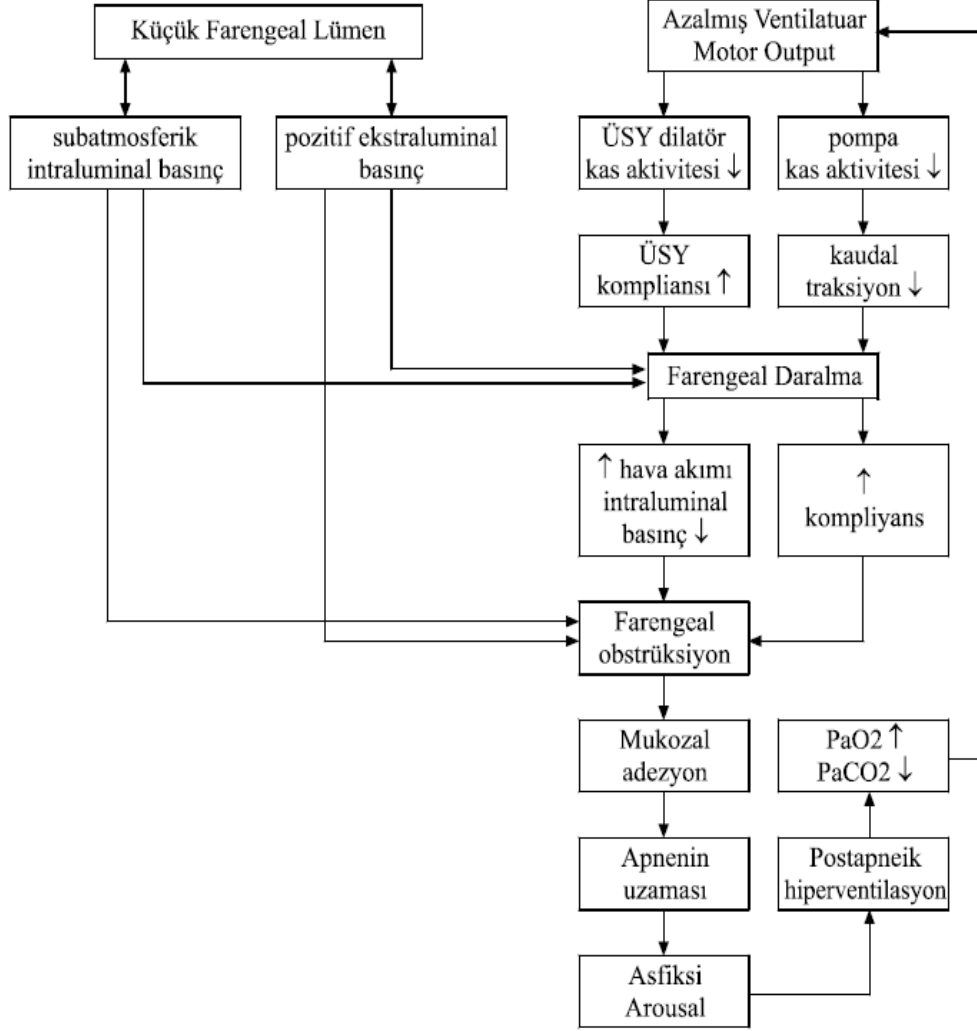 Küçük Farengeal Lümen
Azalmış Ventilatuar
Motor Output
subatmosferik
intraluminal basınç
pozitif ekstraluminal
basınç
ÜSY dilatör
kas aktivitesi ↓
pompa
kas aktivitesi ↓
ÜSY
kompliansı ↑
kaudal
traksiyon ↓
Farengeal Daralma
↑ hava akımı
intraluminal
basınç ↓
↑
kompliyans
Farengeal
obstrüksiyon
Mukozal
adezyon
PaO2 ↑
PaCO2 ↓
Apnenin
uzaması
Postapneik
hiperventilasyon
Asfiksi
Arousal